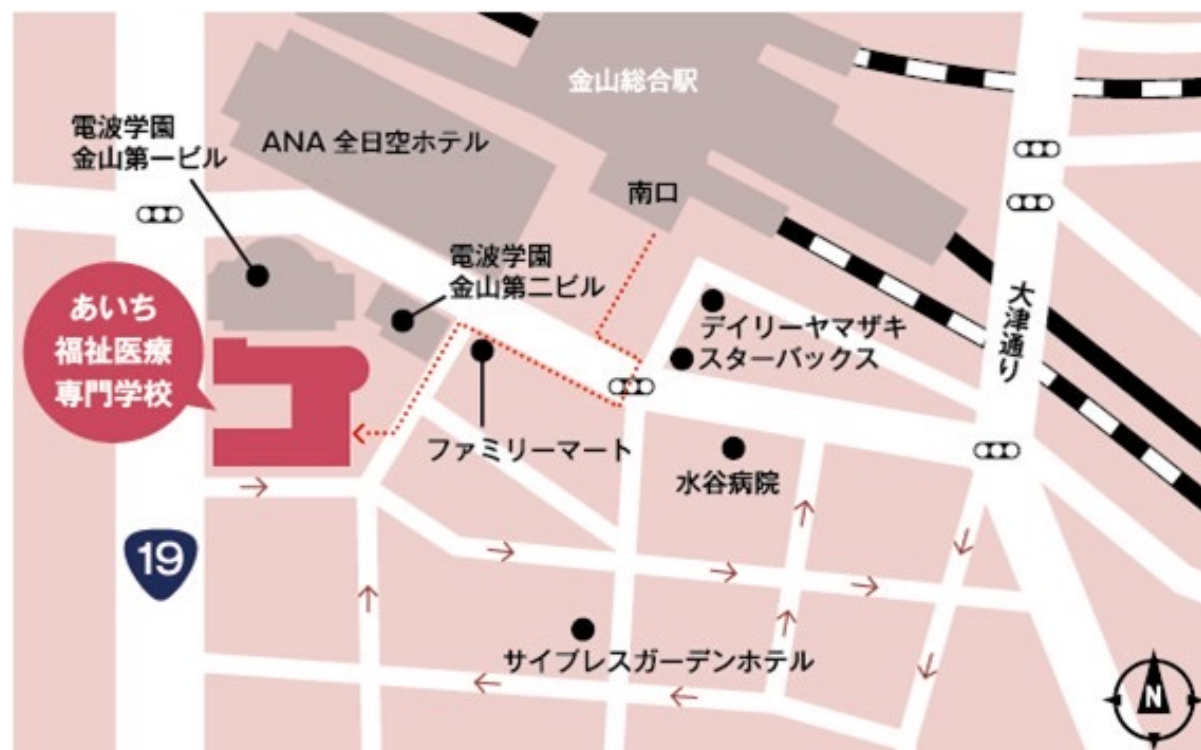 金山総合駅
電波学園
金山第一ビル
ANA 全日空ホテル
南口
電波学園
金山第二ビル
あいち
福祉医療
専門学校
デイリーヤマザキ
スターバックス
大津通り
ファミリーマート
水谷病院
19
サイプレスガーデンホテル
N